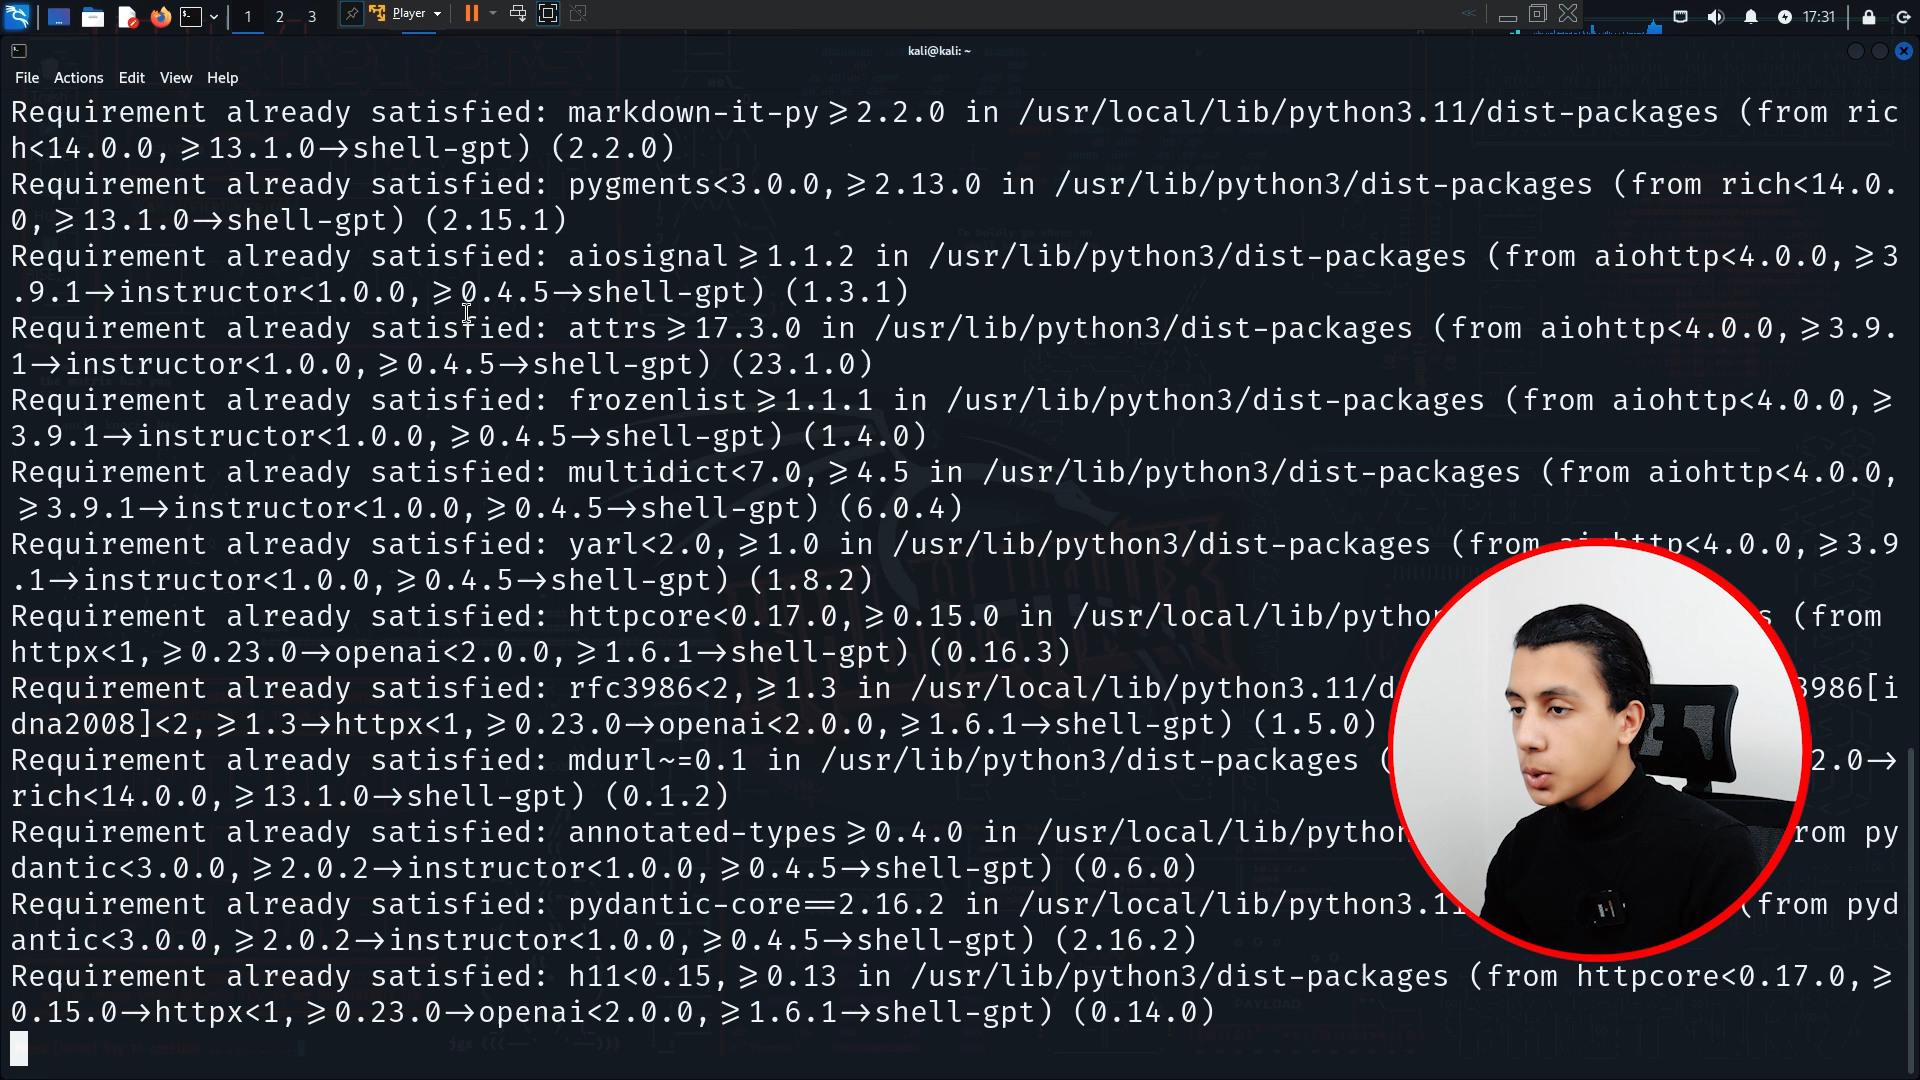 1 2 3 Player 17:31
kali@kali: ~
File Actions Edit View Help
Requirement already satisfied: markdown-it-py>=2.2.0 in /usr/local/lib/python3.11/dist-packages (from ric
h<14.0.0,>=13.1.0->shell-gpt) (2.2.0)
Requirement already satisfied: pygments<3.0.0,>=2.13.0 in /usr/lib/python3/dist-packages (from rich<14.0.
0,>=13.1.0->shell-gpt) (2.15.1)
Requirement already satisfied: aiosignal>=1.1.2 in /usr/lib/python3/dist-packages (from aiohttp<4.0.0,>=3
.9.1->instructor<1.0.0,>=0.4.5->shell-gpt) (1.3.1)
Requirement already satisfied: attrs>=17.3.0 in /usr/lib/python3/dist-packages (from aiohttp<4.0.0,>=3.9.
1->instructor<1.0.0,>=0.4.5->shell-gpt) (23.1.0)
Requirement already satisfied: frozenlist>=1.1.1 in /usr/lib/python3/dist-packages (from aiohttp<4.0.0,>=
3.9.1->instructor<1.0.0,>=0.4.5->shell-gpt) (1.4.0)
Requirement already satisfied: multidict<7.0,>=4.5 in /usr/lib/python3/dist-packages (from aiohttp<4.0.0,
>=3.9.1->instructor<1.0.0,>=0.4.5->shell-gpt) (6.0.4)
Requirement already satisfied: yarl<2.0,>=1.0 in /usr/lib/python3/dist-packages (from aiohttp<4.0.0,>=3.9
.1->instructor<1.0.0,>=0.4.5->shell-gpt) (1.8.2)
Requirement already satisfied: httpcore<0.17.0,>=0.15.0 in /usr/local/lib/pytho (from
httpx<1,>=0.23.0->openai<2.0.0,>=1.6.1->shell-gpt) (0.16.3)
Requirement already satisfied: rfc3986<2,>=1.3 in /usr/local/lib/python3.11/d 3986[i
dna2008]<2,>=1.3->httpx<1,>=0.23.0->openai<2.0.0,>=1.6.1->shell-gpt) (1.5.0)
Requirement already satisfied: mdurl~=0.1 in /usr/lib/python3/dist-packages ( 2.0->
rich<14.0.0,>=13.1.0->shell-gpt) (0.1.2)
Requirement already satisfied: annotated-types>=0.4.0 in /usr/local/lib/python rom py
dantic<3.0.0,>=2.0.2->instructor<1.0.0,>=0.4.5->shell-gpt) (0.6.0)
Requirement already satisfied: pydantic-core==2.16.2 in /usr/local/lib/python3.11 (from pyd
antic<3.0.0,>=2.0.2->instructor<1.0.0,>=0.4.5->shell-gpt) (2.16.2)
Requirement already satisfied: h11<0.15,>=0.13 in /usr/lib/python3/dist-packages (from httpcore<0.17.0,>=
0.15.0->httpx<1,>=0.23.0->openai<2.0.0,>=1.6.1->shell-gpt) (0.14.0)